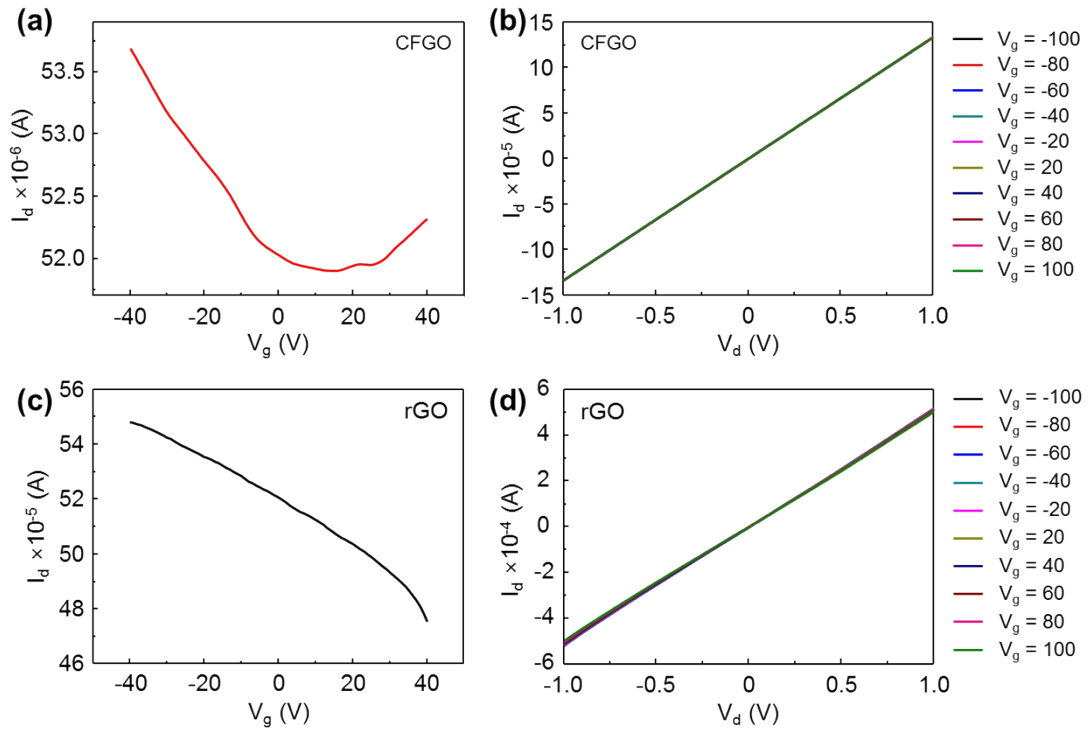 (a)
CFGO
53.5
53.0
52.5
52.0
I_d ×10^-6 (A)
-40
-20
0
20
40
V_g (V)
(b)
CFGO
15
10
5
0
-5
-10
-15
I_d ×10^-5 (A)
-1.0
-0.5
0.0
0.5
1.0
V_d (V)
V_g = -100
V_g = -80
V_g = -60
V_g = -40
V_g = -20
V_g = 20
V_g = 40
V_g = 60
V_g = 80
V_g = 100
(c)
rGO
56
54
52
50
48
46
I_d ×10^-5 (A)
-40
-20
0
20
40
V_g (V)
(d)
rGO
6
4
2
0
-2
-4
-6
I_d ×10^-4 (A)
-1.0
-0.5
0
0.5
1.0
V_d (V)
V_g = -100
V_g = -80
V_g = -60
V_g = -40
V_g = -20
V_g = 20
V_g = 40
V_g = 60
V_g = 80
V_g = 100